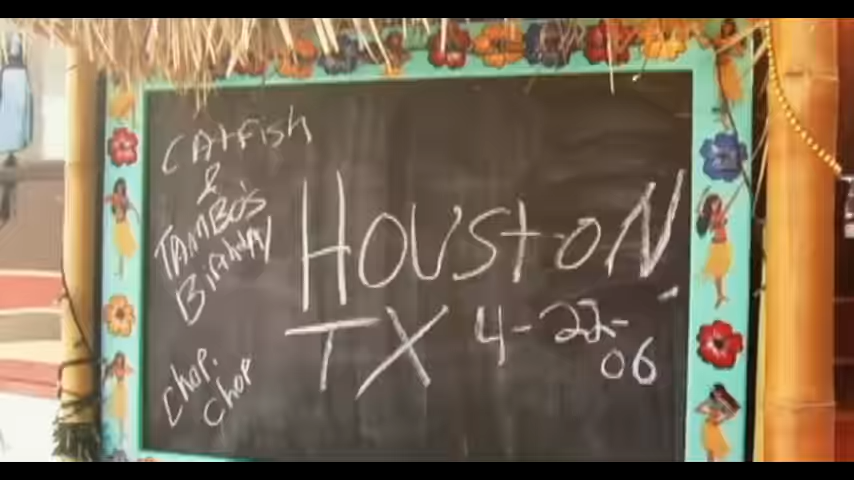 CAtFish
&
TAMBO'S
BirthDAY
Chop.
Chop
HOUStON,
TX 4-22-
06